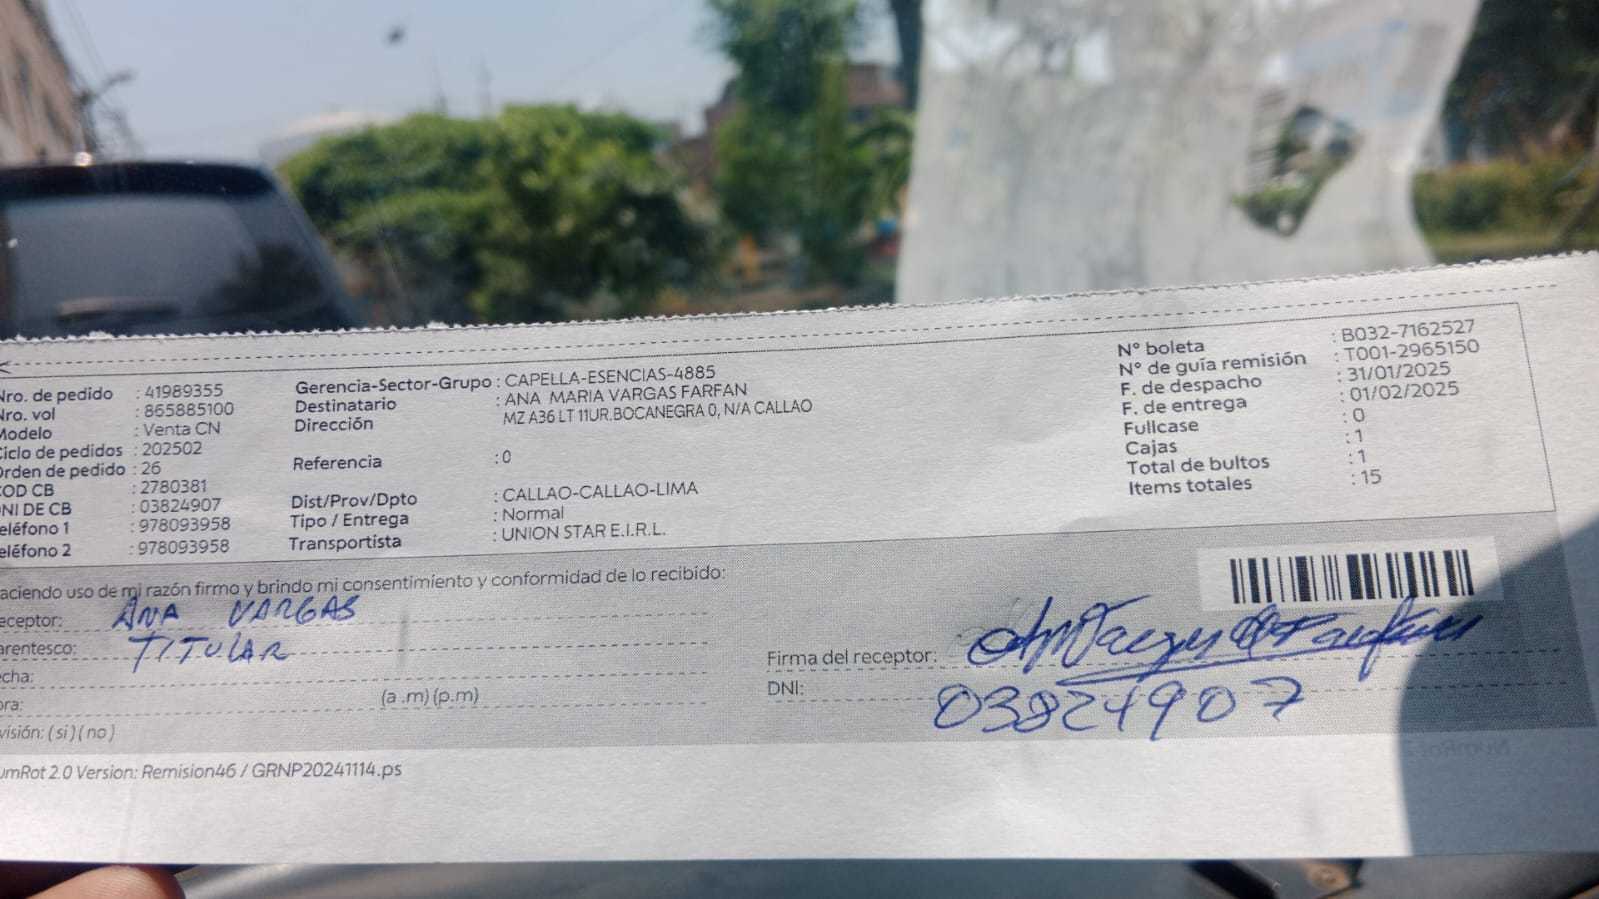 Nro. de pedido : 41989355
Nro. vol : 865885100
Modelo : Venta CN
Ciclo de pedidos : 202502
Orden de pedido : 26
COD CB : 2780381
DNI DE CB : 03824907
eléfono 1 : 978093958
eléfono 2 : 978093958
Gerencia-Sector-Grupo : CAPELLA-ESENCIAS-4885
Destinatario : ANA MARIA VARGAS FARFAN
Dirección MZ A36 LT 11UR.BOCANEGRA 0, N/A CALLAO
Referencia : 0
Dist/Prov/Dpto : CALLAO-CALLAO-LIMA
Tipo / Entrega : Normal
Transportista : UNION STAR E.I.R.L.
N° boleta : B032-7162527
N° de guía remisión : T001-2965150
F. de despacho : 31/01/2025
F. de entrega : 01/02/2025
Fullcase : 0
Cajas : 1
Total de bultos : 1
Items totales : 15
aciendo uso de mi razón firmo y brindo mi consentimiento y conformidad de lo recibido:
eceptor: ANA VARGAS
arentesco: TITULAR
echa:
ora: (a .m) (p.m)
visión: ( si ) ( no )
Firma del receptor:
DNI: 03824907
umRot 2.0 Version: Remision46 / GRNP20241114.ps